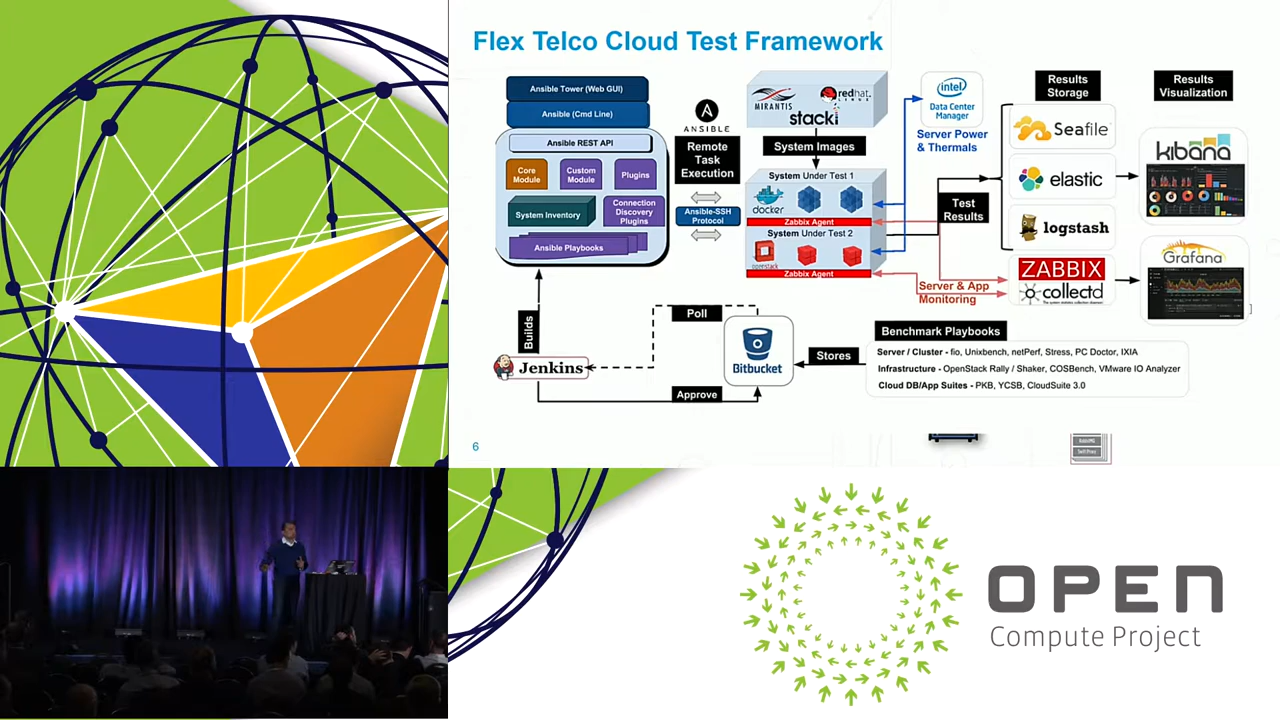 Flex Telco Cloud Test Framework
Ansible Tower (Web GUI)
Ansible (Cmd Line)
Ansible REST API
Core
Module
Custom
Module
Plugins
System Inventory
Connection
Discovery
Plugins
Ansible Playbooks
ANSIBLE
Remote
Task
Execution
Ansible-SSH
Protocol
MIRANTIS
redhat
stacki
System Images
System Under Test 1
docker
Zabbix Agent
System Under Test 2
openstack
Zabbix Agent
intel
Data Center
Manager
Server Power
& Thermals
Test
Results
Server & App
Monitoring
Results
Storage
Seafile
elastic
logstash
ZABBIX
collectd
Results
Visualization
kibana
Grafana
Builds
Jenkins
Poll
Approve
Bitbucket
Stores
Benchmark Playbooks
Server / Cluster - fio, Unixbench, netPerf, Stress, PC Doctor, IXIA
Infrastructure - OpenStack Rally / Shaker, COSBench, VMware IO Analyzer
Cloud DB/App Suites - PKB, YCSB, CloudSuite 3.0
6
OPEN
Compute Project